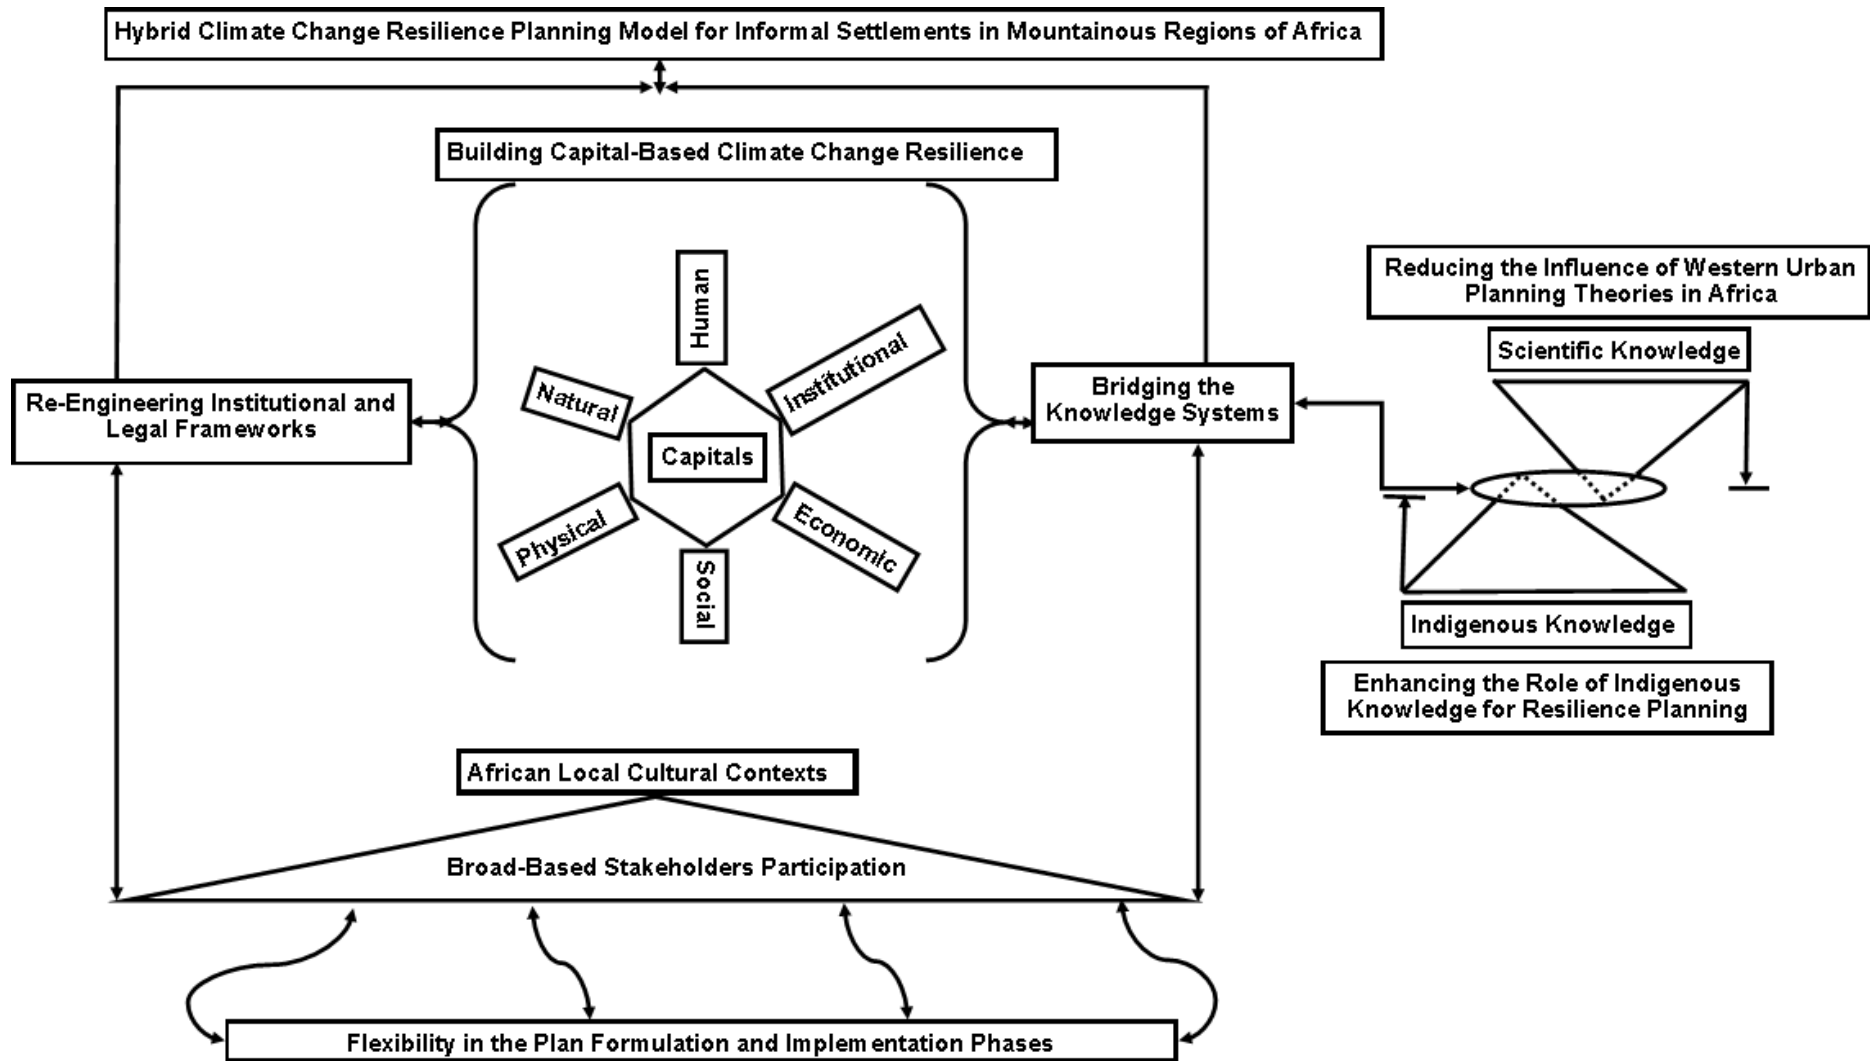 Hybrid Climate Change Resilience Planning Model for Informal Settlements in Mountainous Regions of Africa
Building Capital-Based Climate Change Resilience
Human
Institutional
Natural
Capitals
Physical
Economic
Social
Re-Engineering Institutional and
Legal Frameworks
Bridging the
Knowledge Systems
Reducing the Influence of Western Urban
Planning Theories in Africa
Scientific Knowledge
Indigenous Knowledge
Enhancing the Role of Indigenous
Knowledge for Resilience Planning
African Local Cultural Contexts
Broad-Based Stakeholders Participation
Flexibility in the Plan Formulation and Implementation Phases